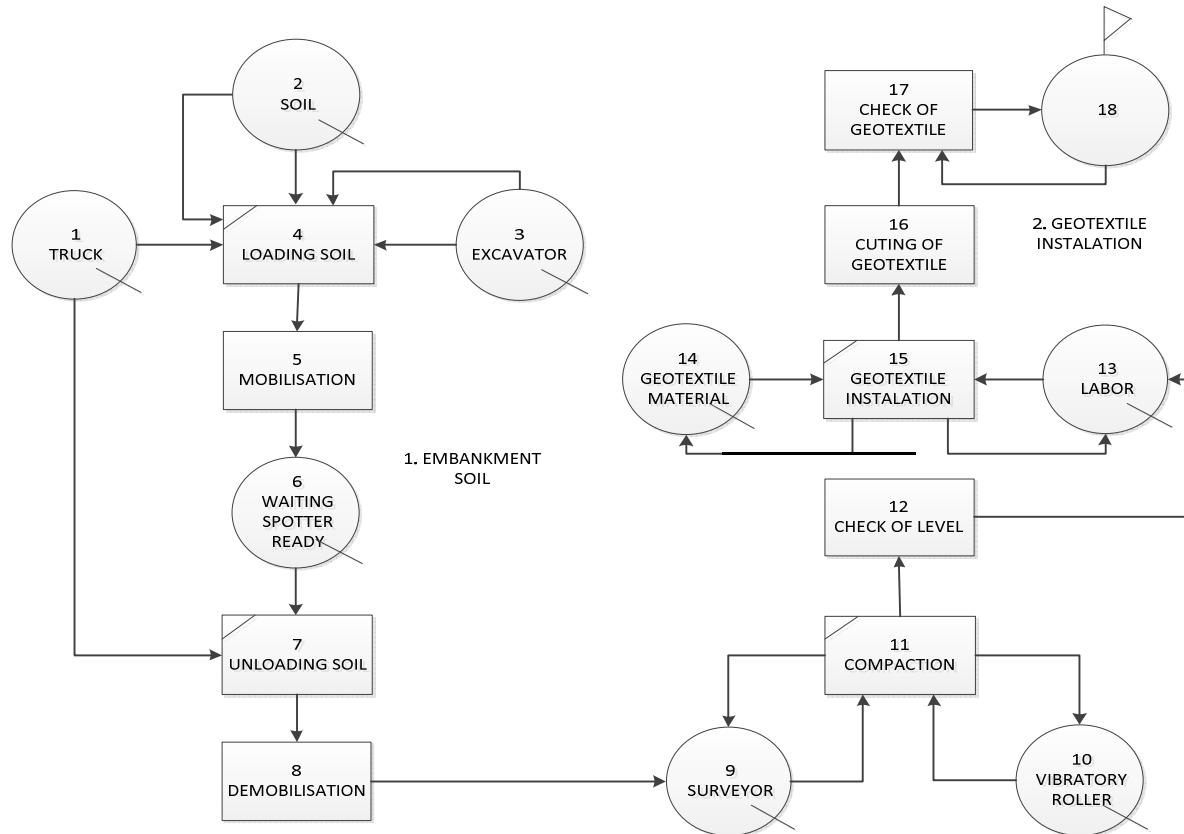 1
TRUCK
2
SOIL
3
EXCAVATOR
4
LOADING SOIL
5
MOBILISATION
6
WAITING
SPOTTER
READY
1. EMBANKMENT
SOIL
7
UNLOADING SOIL
8
DEMOBILISATION
9
SURVEYOR
10
VIBRATORY
ROLLER
11
COMPACTION
12
CHECK OF LEVEL
13
LABOR
14
GEOTEXTILE
MATERIAL
15
GEOTEXTILE
INSTALATION
16
CUTING OF
GEOTEXTILE
17
CHECK OF
GEOTEXTILE
18
2. GEOTEXTILE
INSTALATION